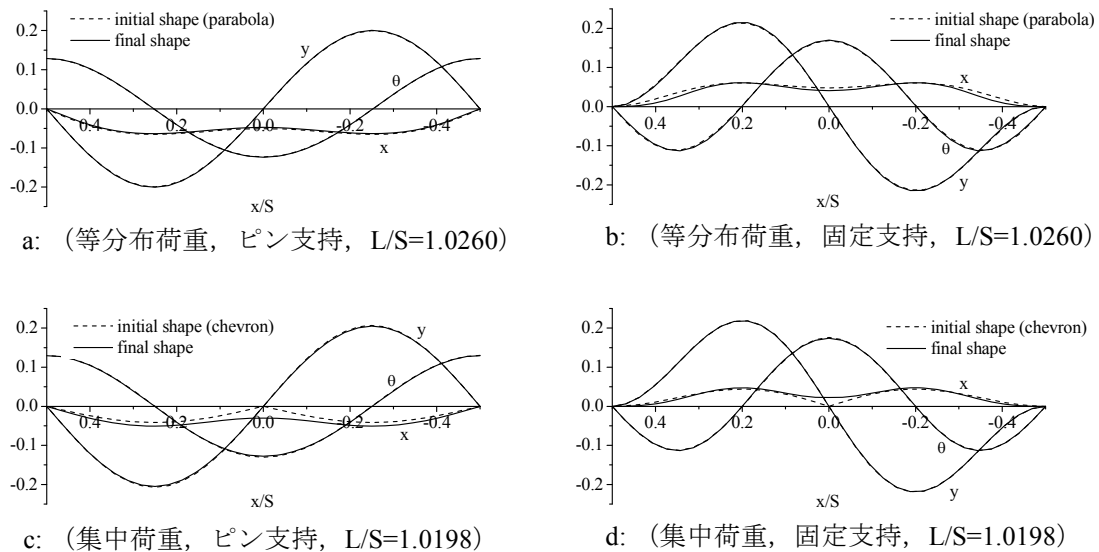 0.2
0.1
0.0
-0.1
-0.2
initial shape (parabola)
final shape
y
θ
x
0.4 0.2 0.0 -0.2 -0.4
x/S
a: （等分布荷重, ピン支持, L/S=1.0260）
0.2
0.1
0.0
-0.1
-0.2
initial shape (parabola)
final shape
x
θ
y
0.4 0.2 0.0 -0.2 -0.4
x/S
b: （等分布荷重, 固定支持, L/S=1.0260）
0.2
0.1
0.0
-0.1
-0.2
initial shape (chevron)
final shape
y
θ
x
0.4 0.2 0.0 -0.2 -0.4
x/S
c: （集中荷重, ピン支持, L/S=1.0198）
0.2
0.1
0.0
-0.1
-0.2
initial shape (chevron)
final shape
x
θ
y
0.4 0.2 0.0 -0.2 -0.4
x/S
d: （集中荷重, 固定支持, L/S=1.0198）